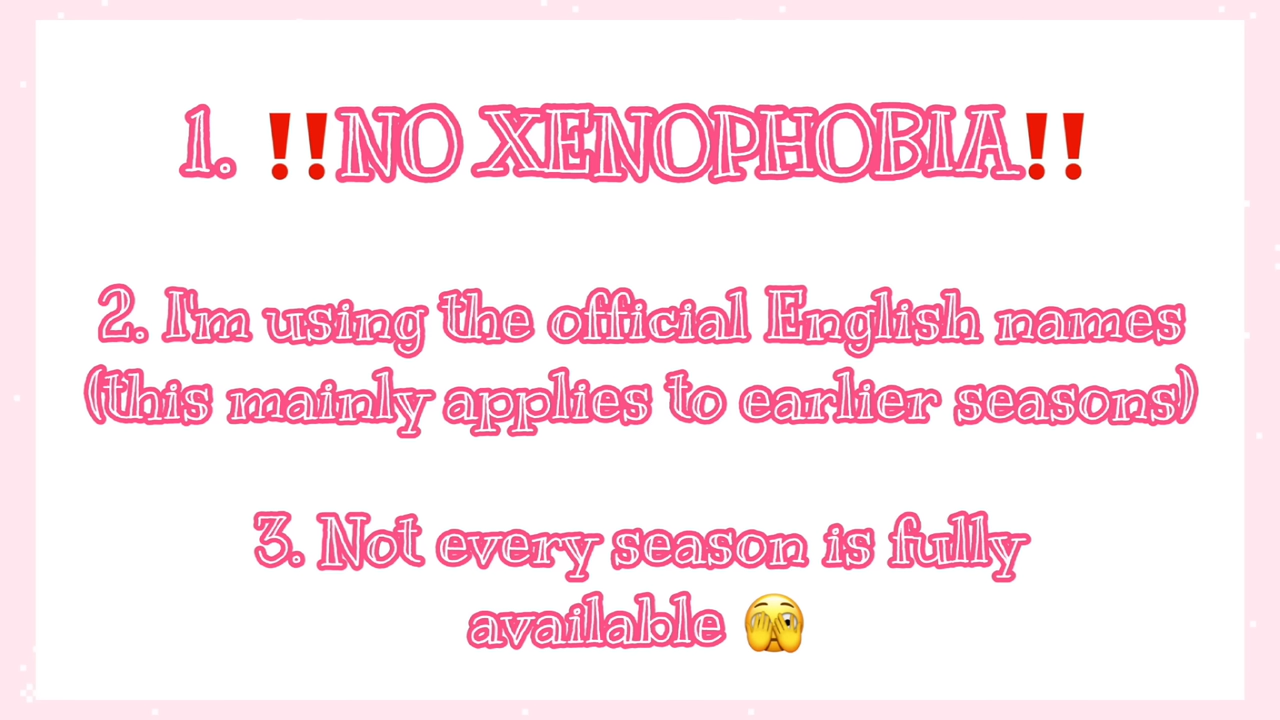 1. ‼️NO XENOPHOBIA‼️
2. I'm using the official English names
(this mainly applies to earlier seasons)
3. Not every season is fully
available 🫣